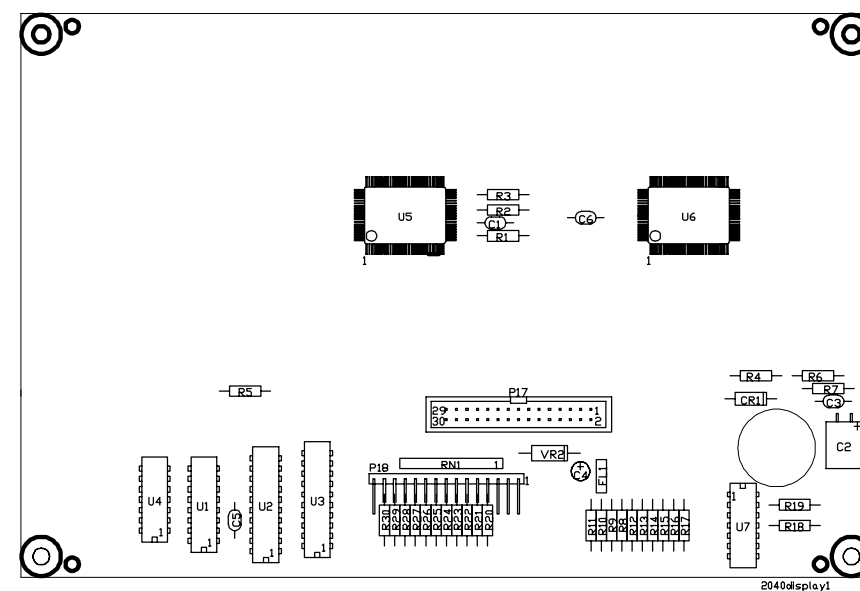 R3
R2
U5
C1
C6
U6
R1
1
1
R4
R6
R5
R7
P17
CR1
C3
29
1
30
2
C2
VR2
P18
RN1
1
C4
FL1
1
1
U4
U1
U2
U3
C5
R30
R29
R28
R27
R26
R25
R24
R23
R22
R21
R20
R11
R10
R9
R8
R12
R13
R14
R15
R16
R17
U7
R19
R18
1
1
1
1
2040display1